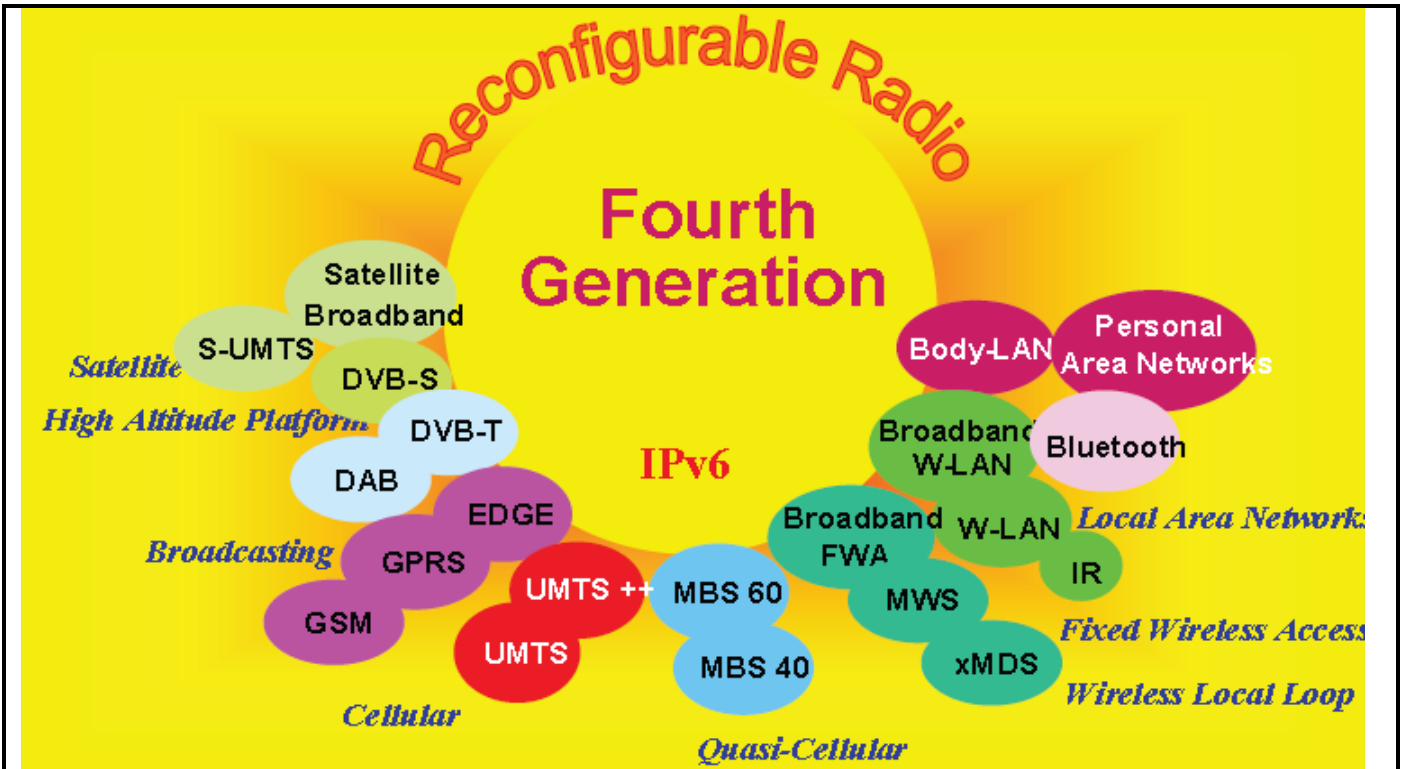 Reconfigurable Radio
Fourth
Generation
IPv6
Satellite
Broadband
S-UMTS
Satellite
DVB-S
High Altitude Platform
DVB-T
DAB
EDGE
Broadcasting
GPRS
GSM
UMTS ++
UMTS
Cellular
MBS 60
MBS 40
Quasi-Cellular
Body-LAN
Personal
Area Networks
Broadband
W-LAN
Bluetooth
Broadband
FWA
W-LAN
Local Area Networks
IR
MWS
Fixed Wireless Access
xMDS
Wireless Local Loop